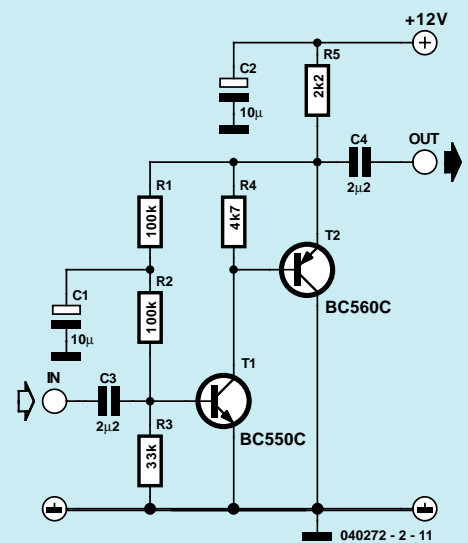 +12V
C2
10μ
R5
2k2
C4
2μ2
OUT
R1
100k
R4
4k7
T2
BC560C
R2
100k
C1
10μ
T1
IN
C3
2μ2
BC550C
R3
33k
040272 - 2 - 11